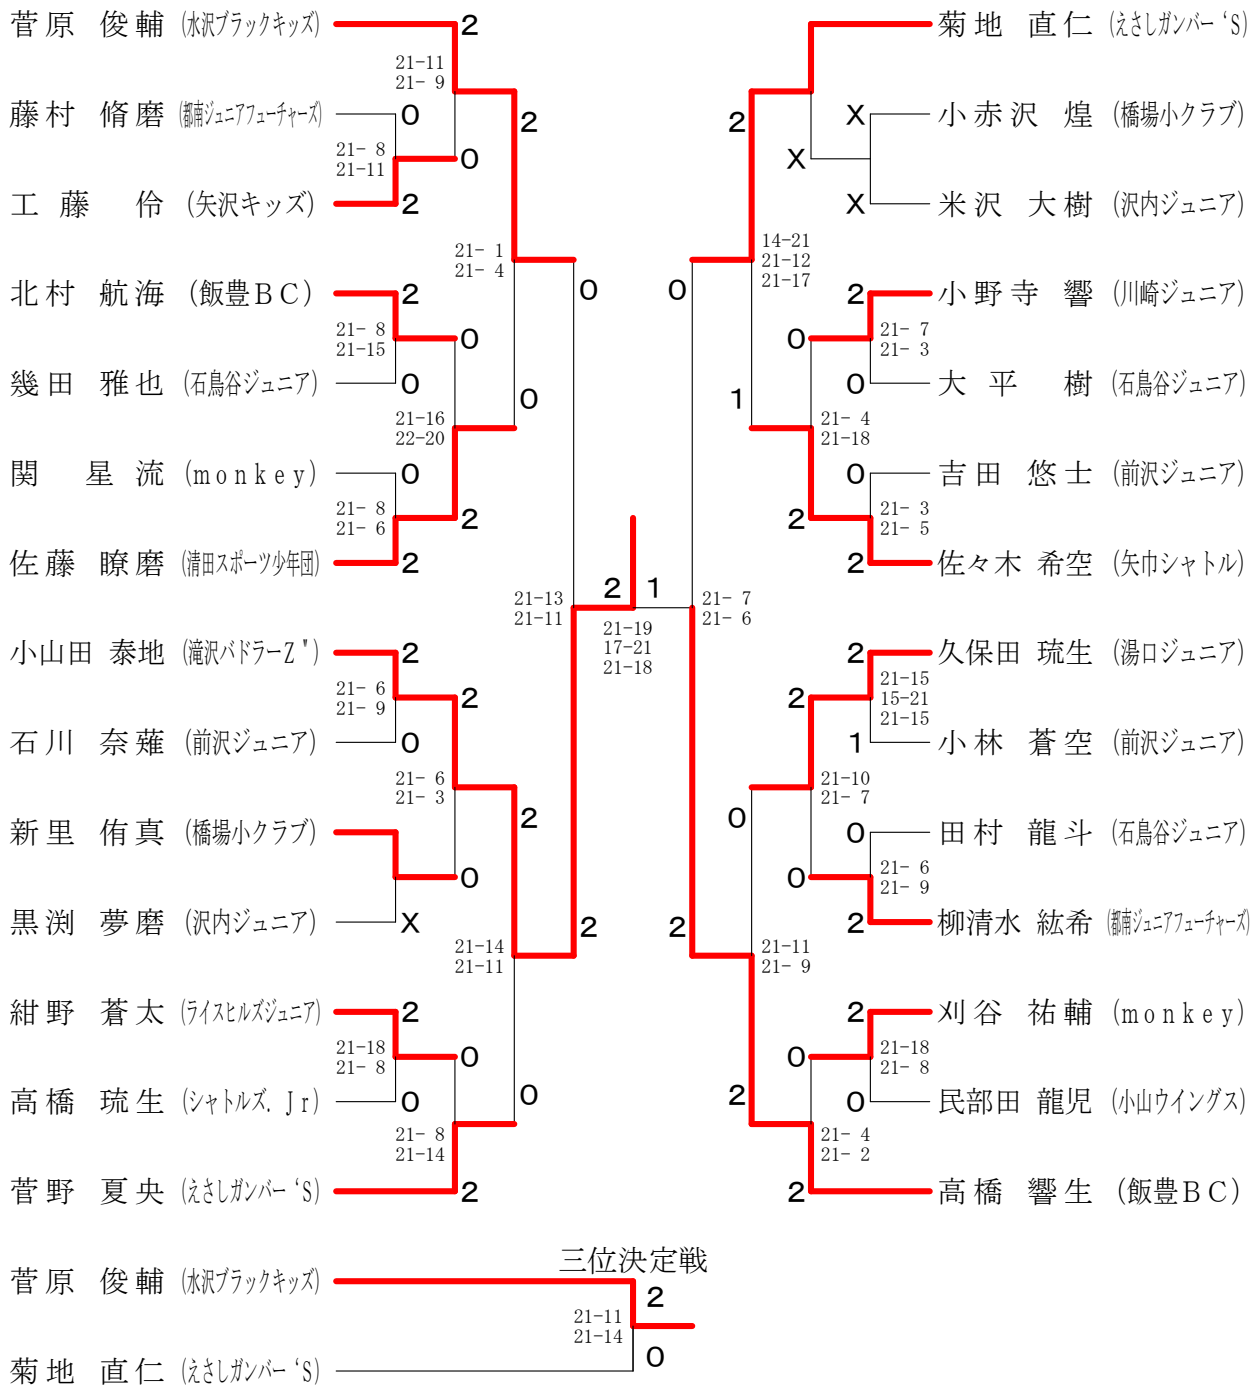 菅原 俊輔 (水沢ブラックキッズ)
2
21-11
21- 9
藤村 脩磨 (都南ジュニアフューチャーズ)
0
2
21- 8
21-11
0
工藤 伶 (矢沢キッズ)
2
21- 1
21- 4
0
北村 航海 (飯豊BC)
2
21- 8
21-15
0
幾田 雅也 (石鳥谷ジュニア)
0
0
21-16
22-20
関 星流 (monkey)
0
21- 8
21- 6
2
佐藤 瞭磨 (清田スポーツ少年団)
2
21-13
21-11
小山田 泰地 (滝沢バドラーZ")
2
21- 6
21- 9
2
石川 奈薙 (前沢ジュニア)
0
21- 6
21- 3
2
新里 侑真 (橋場小クラブ)
0
黒渕 夢磨 (沢内ジュニア)
X
2
21-14
21-11
紺野 蒼太 (ライスヒルズジュニア)
2
21-18
21- 8
0
高橋 琉生 (シャトルズ.Jr)
0
0
21- 8
21-14
菅野 夏央 (えさしガンバー‘S)
2
2
1
21-19
17-21
21-18
菊地 直仁 (えさしガンバー‘S)
2
X
小赤沢 煌 (橋場小クラブ)
X
X
米沢 大樹 (沢内ジュニア)
14-21
21-12
21-17
0
2
小野寺 響 (川崎ジュニア)
0
21- 7
21- 3
0
大平 樹 (石鳥谷ジュニア)
1
21- 4
21-18
0
吉田 悠士 (前沢ジュニア)
2
21- 3
21- 5
2
佐々木 希空 (矢巾シャトル)
21- 7
21- 6
2
久保田 琉生 (湯口ジュニア)
2
21-15
15-21
21-15
1
小林 蒼空 (前沢ジュニア)
0
21-10
21- 7
0
田村 龍斗 (石鳥谷ジュニア)
0
21- 6
21- 9
2
柳清水 紘希 (都南ジュニアフューチャーズ)
2
21-11
21- 9
2
刈谷 祐輔 (monkey)
0
21-18
21- 8
2
0
民部田 龍児 (小山ウイングス)
21- 4
21- 2
2
高橋 響生 (飯豊BC)
三位決定戦
菅原 俊輔 (水沢ブラックキッズ)
2
21-11
21-14
0
菊地 直仁 (えさしガンバー‘S)